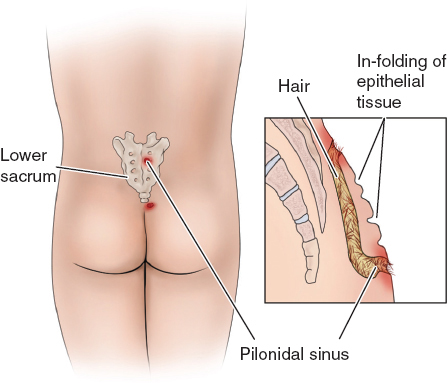 In-folding of
epithelial
tissue
Hair
Lower
sacrum
Pilonidal sinus